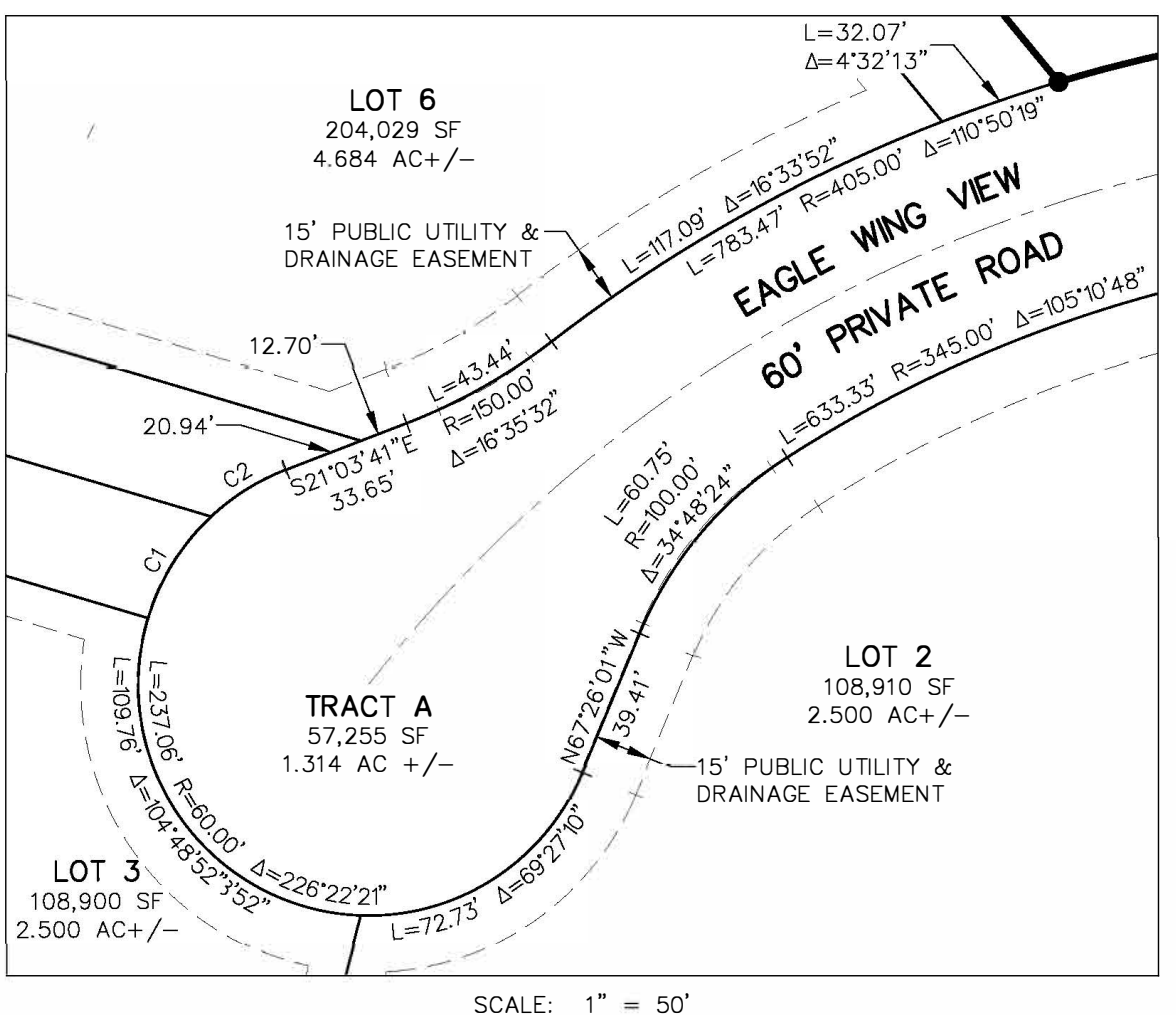 L=32.07'
Δ=4°32'13"
LOT 6
204,029 SF
4.684 AC+/-
15' PUBLIC UTILITY &
DRAINAGE EASEMENT
L=117.09' Δ=16°33'52"
L=783.47' R=405.00' Δ=110°50'19"
EAGLE WING VIEW
60' PRIVATE ROAD
L=633.33' R=345.00' Δ=105°10'48"
12.70'
20.94'
L=43.44'
R=150.00'
Δ=16°35'32"
S21°03'41"E
33.65'
C2
C1
L=60.75'
R=100.00'
Δ=34°48'24"
N67°26'01"W
39.41'
LOT 2
108,910 SF
2.500 AC+/-
15' PUBLIC UTILITY &
DRAINAGE EASEMENT
TRACT A
57,255 SF
1.314 AC +/-
L=237.06' R=60.00' Δ=226°22'21"
L=109.76' Δ=104°48'52"
L=72.73' Δ=69°27'10"
LOT 3
108,900 SF
2.500 AC+/-
SCALE: 1" = 50'